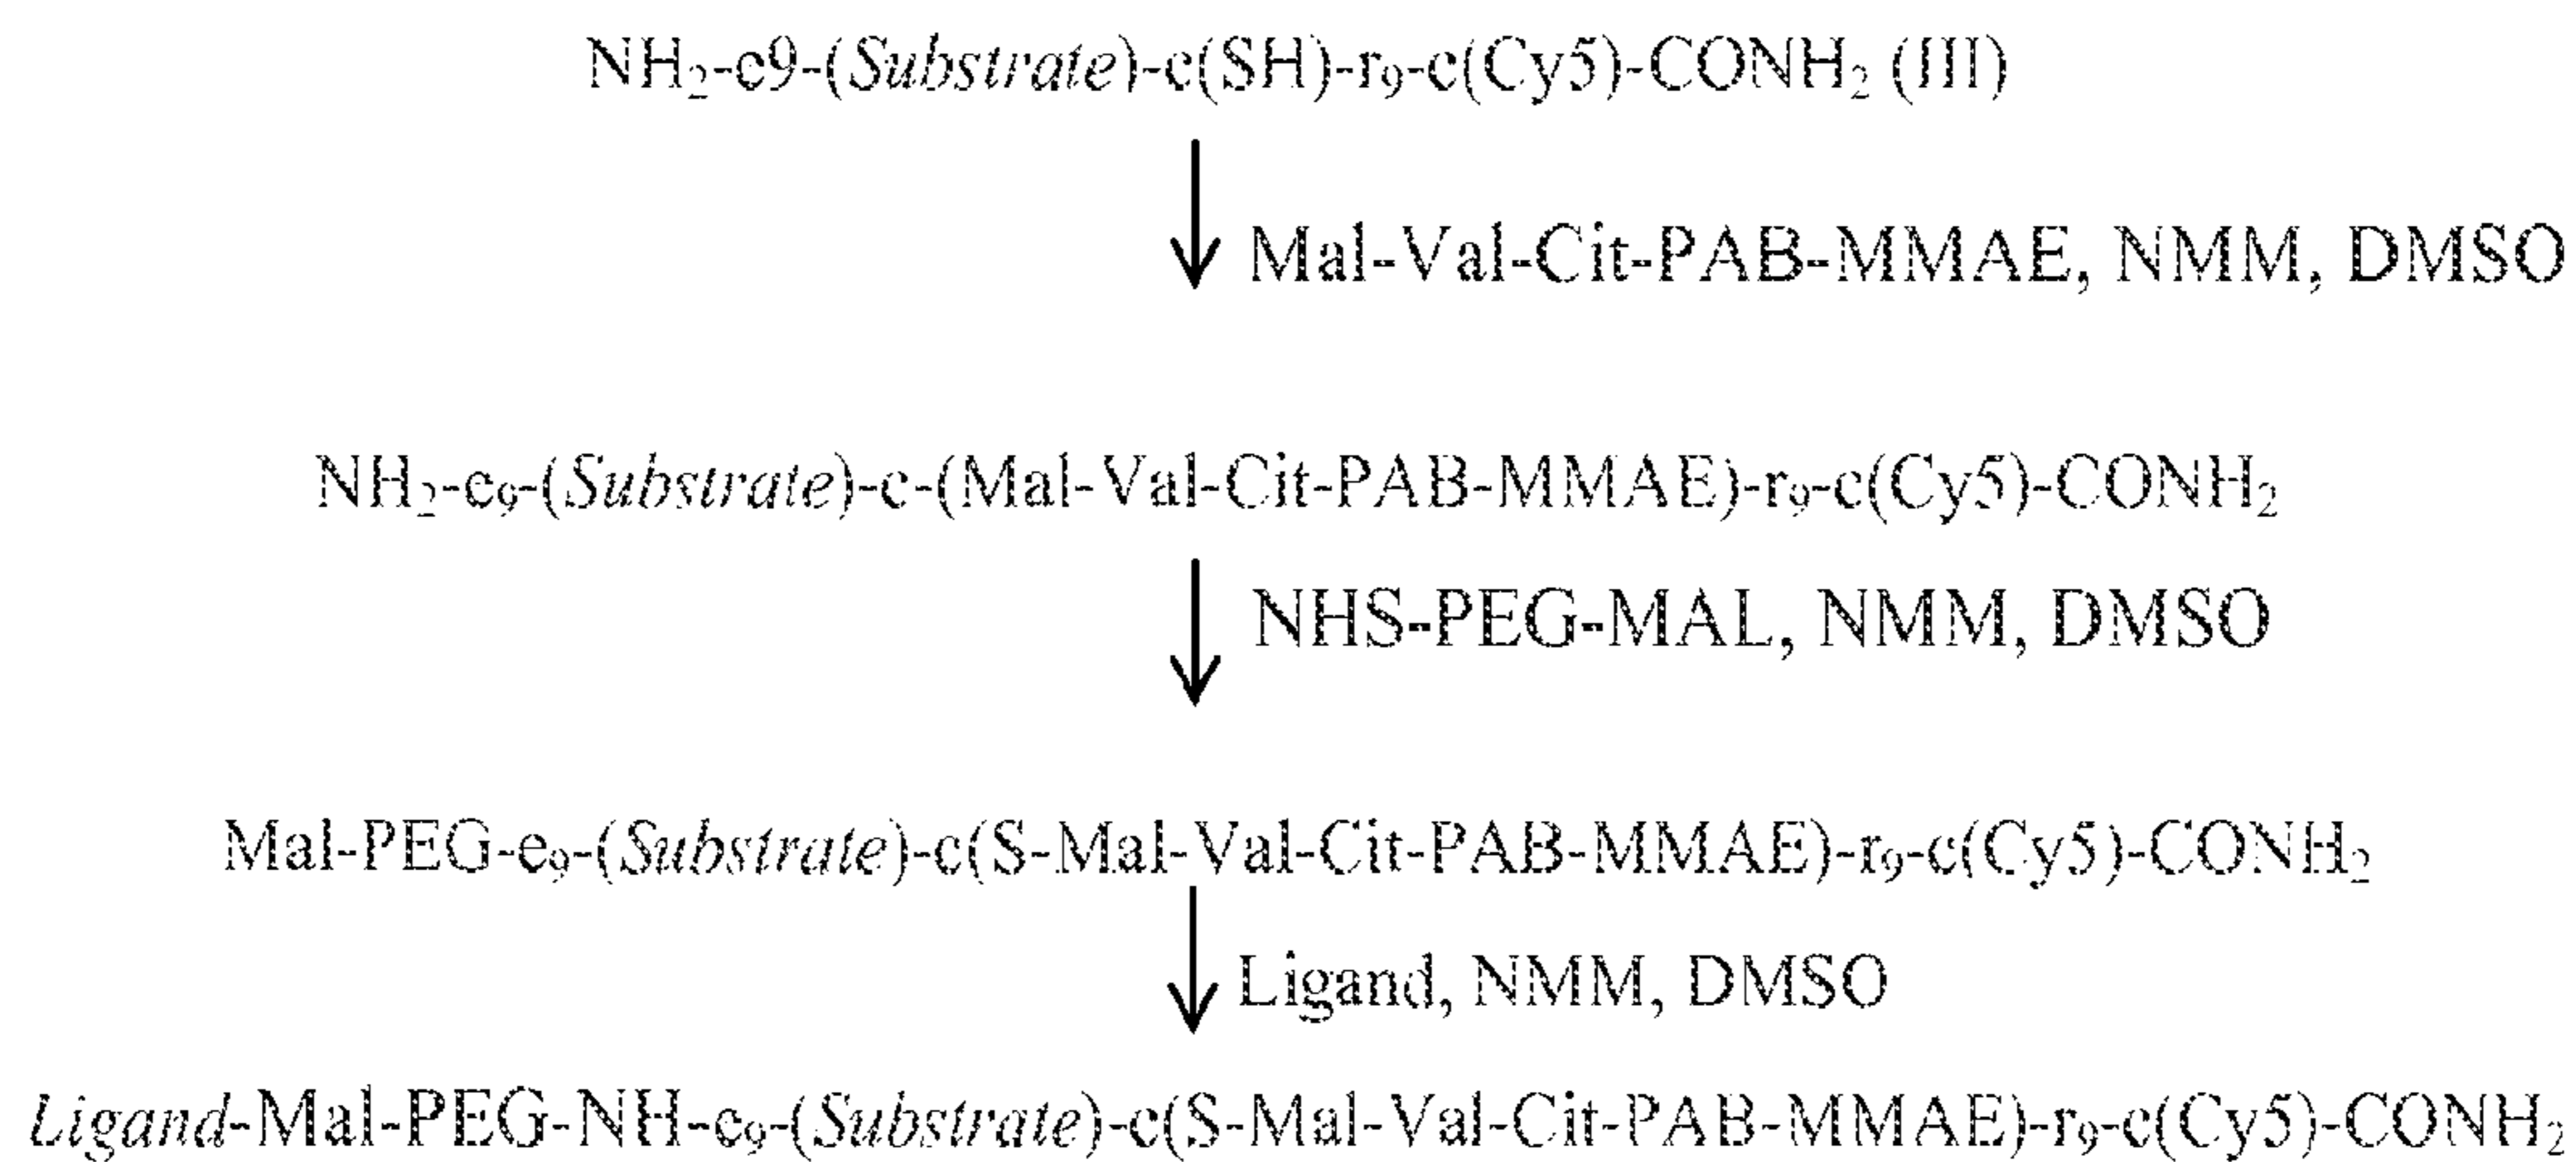 NH₂-e9-(Substrate)-c(SH)-r₉-c(Cy5)-CONH₂ (III)
Mal-Val-Cit-PAB-MMAE, NMM, DMSO
NH₂-e₉-(Substrate)-c-(Mal-Val-Cit-PAB-MMAE)-r₉-c(Cy5)-CONH₂
NHS-PEG-MAL, NMM, DMSO
Mal-PEG-e₉-(Substrate)-c(S-Mal-Val-Cit-PAB-MMAE)-r₉-c(Cy5)-CONH₂
Ligand, NMM, DMSO
Ligand-Mal-PEG-NH-e₉-(Substrate)-c(S-Mal-Val-Cit-PAB-MMAE)-r₉-c(Cy5)-CONH₂